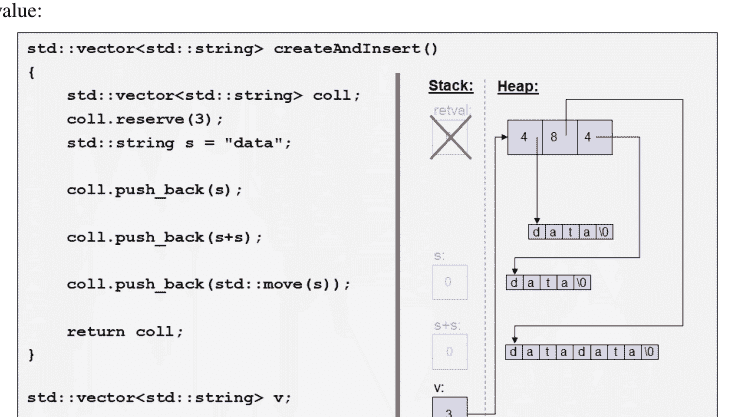 value:
std::vector<std::string> createAndInsert()
{
std::vector<std::string> coll;
coll.reserve(3);
std::string s = "data";
coll.push_back(s);
coll.push_back(s+s);
coll.push_back(std::move(s));
return coll;
}
std::vector<std::string> v;
Stack:
Heap:
retval:
4 8 4
d a t a \0
s:
0
d a t a \0
s+s:
0
d a t a d a t a \0
v:
3